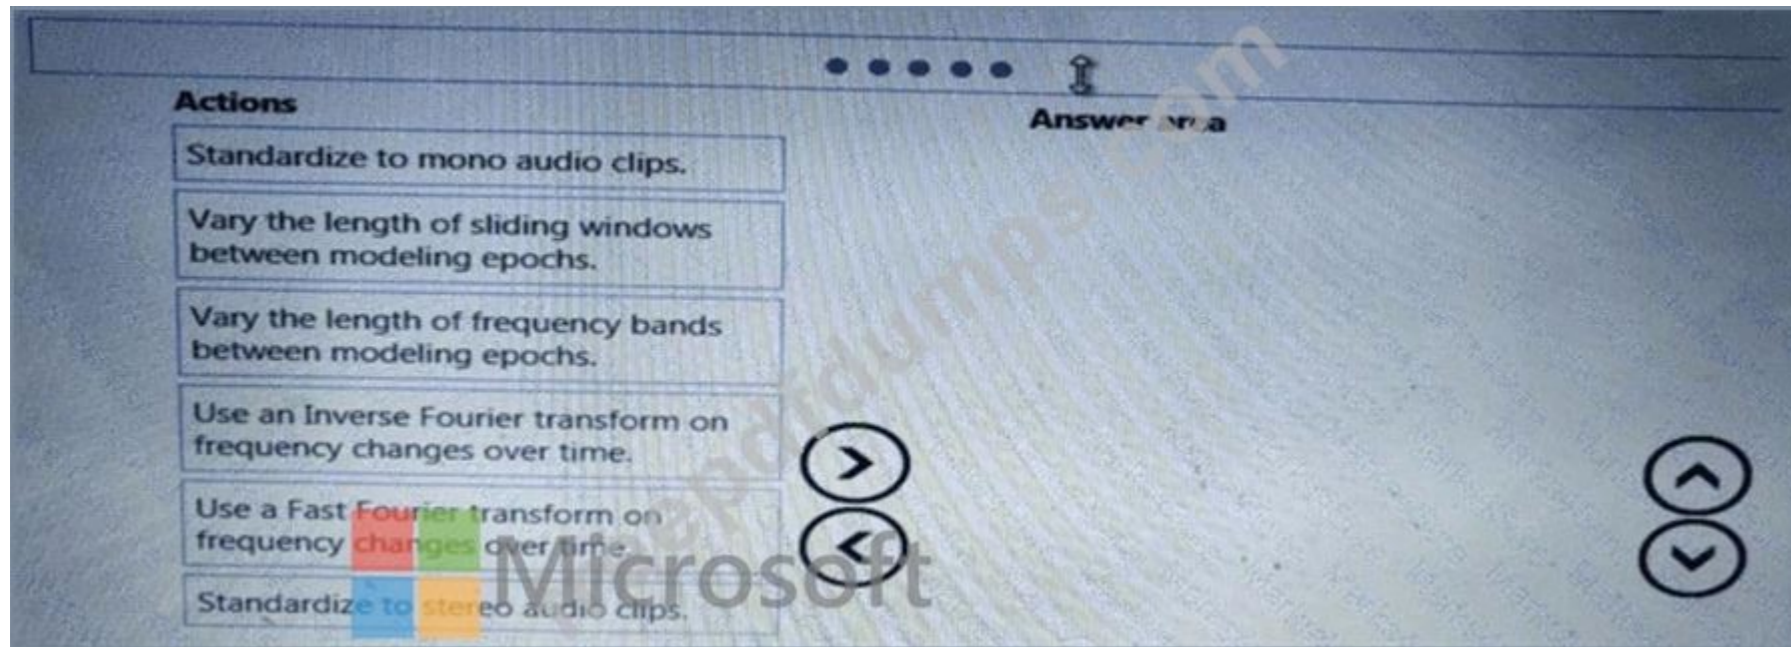 Actions
Answer area
Standardize to mono audio clips.
Vary the length of sliding windows
between modeling epochs.
Vary the length of frequency bands
between modeling epochs.
Use an Inverse Fourier transform on
frequency changes over time.
Use a Fast Fourier transform on
frequency changes over time.
Standardize to stereo audio clips.
Microsoft